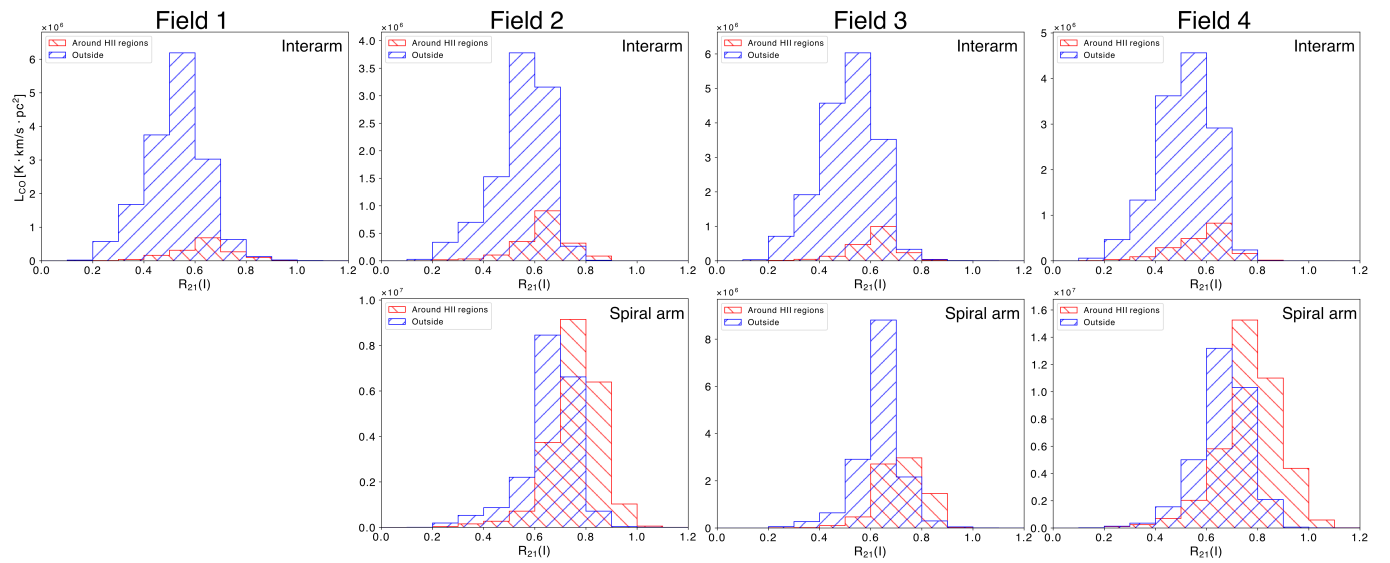 Field 1
Field 2
Field 3
Field 4
×10⁶
Around HII regions
Outside
Interarm
L_CO [K · km/s · pc²]
6
5
4
3
2
1
0
0.0 0.2 0.4 0.6 0.8 1.0 1.2
R₂₁(I)
×10⁶
Around HII regions
Outside
Interarm
4.0
3.5
3.0
2.5
2.0
1.5
1.0
0.5
0.0
0.0 0.2 0.4 0.6 0.8 1.0 1.2
R₂₁(I)
×10⁶
Around HII regions
Outside
Interarm
6
5
4
3
2
1
0
0.0 0.2 0.4 0.6 0.8 1.0 1.2
R₂₁(I)
×10⁶
Around HII regions
Outside
Interarm
5
4
3
2
1
0
0.0 0.2 0.4 0.6 0.8 1.0 1.2
R₂₁(I)
×10⁷
Around HII regions
Outside
Spiral arm
1.0
0.8
0.6
0.4
0.2
0.0
0.0 0.2 0.4 0.6 0.8 1.0 1.2
R₂₁(I)
×10⁶
Around HII regions
Outside
Spiral arm
8
6
4
2
0
0.0 0.2 0.4 0.6 0.8 1.0 1.2
R₂₁(I)
×10⁷
Around HII regions
Outside
Spiral arm
1.6
1.4
1.2
1.0
0.8
0.6
0.4
0.2
0.0
0.0 0.2 0.4 0.6 0.8 1.0 1.2
R₂₁(I)